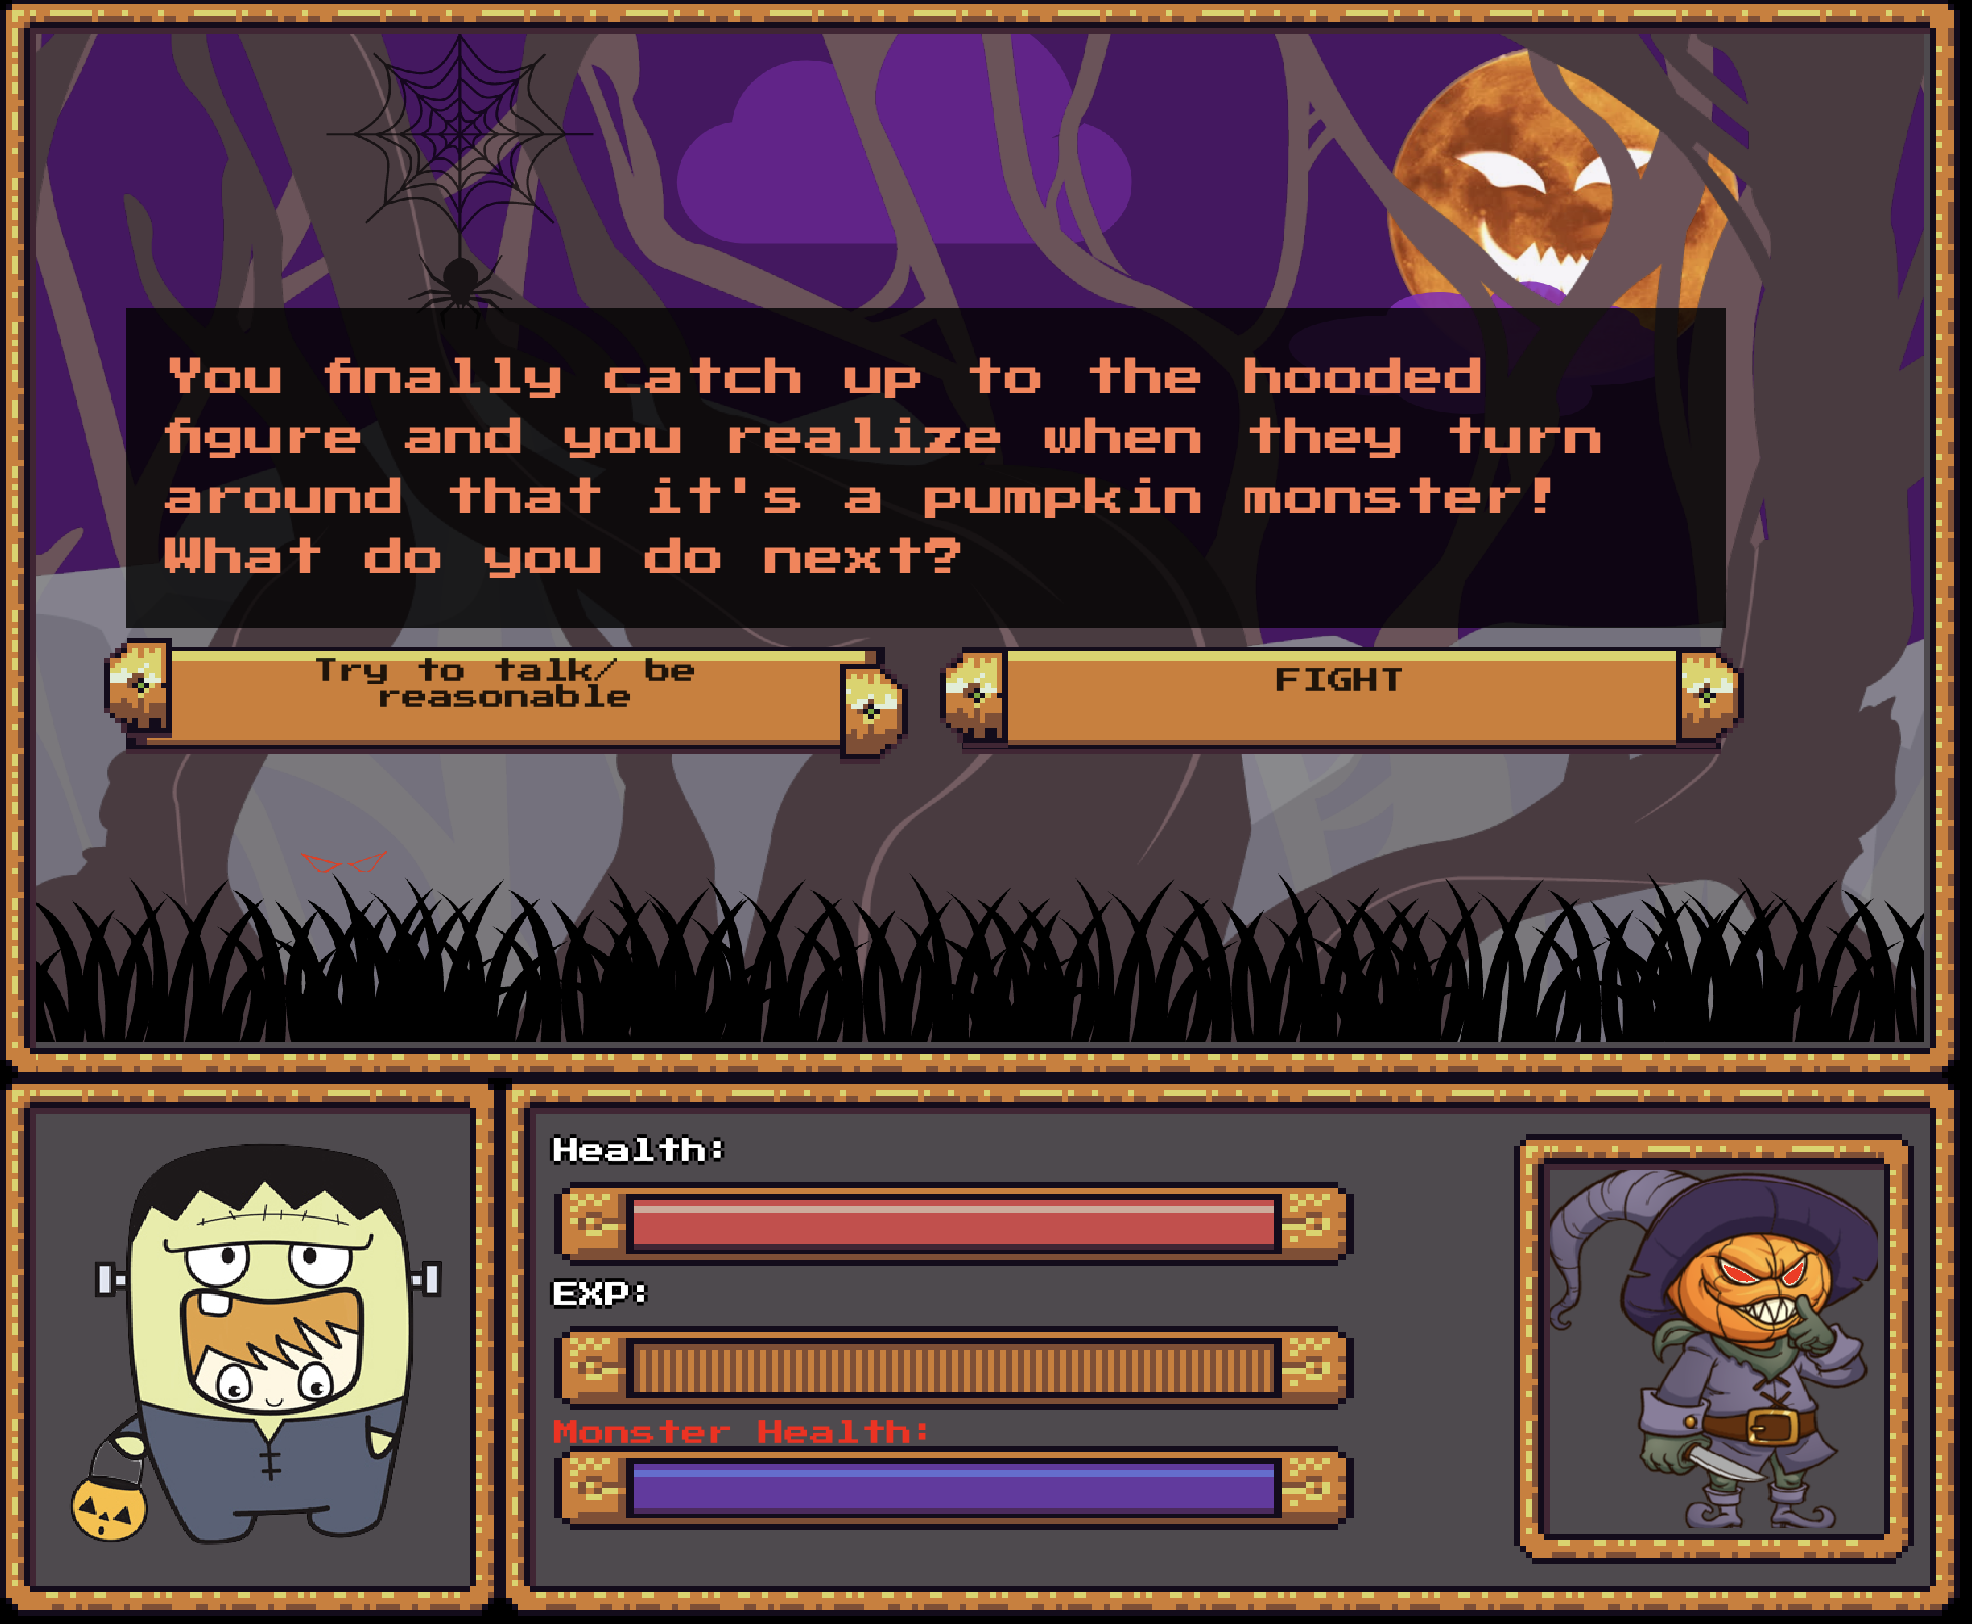 You finally catch up to the hooded
figure and you realize when they turn
around that it's a pumpkin monster!
What do you do next?
Try to talk/ be
reasonable
FIGHT
Health:
EXP:
Monster Health: